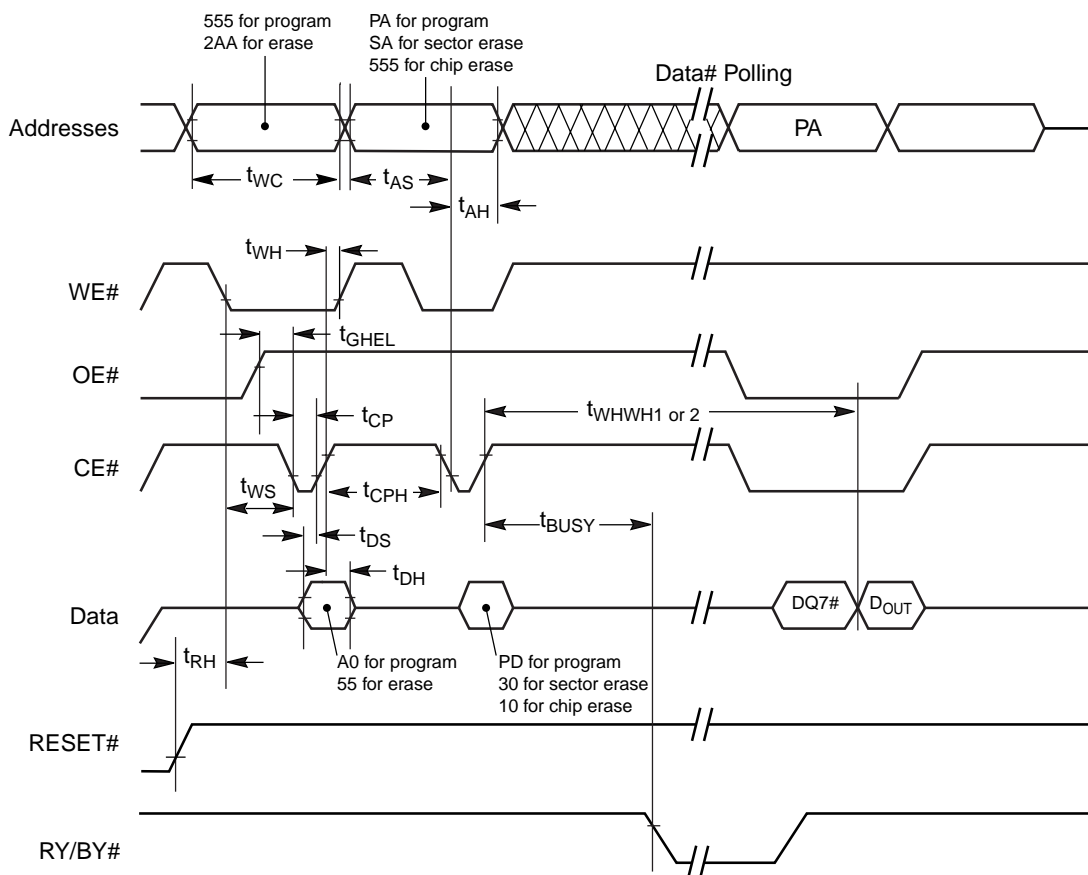 555 for program
2AA for erase
PA for program
SA for sector erase
555 for chip erase
Data# Polling
Addresses
PA
tWC
tAS
tAH
tWH
WE#
tGHEL
OE#
tWHWH1 or 2
tCP
CE#
tWS
tCPH
tBUSY
tDS
tDH
Data
DQ7#
DOUT
tRH
A0 for program
55 for erase
PD for program
30 for sector erase
10 for chip erase
RESET#
RY/BY#